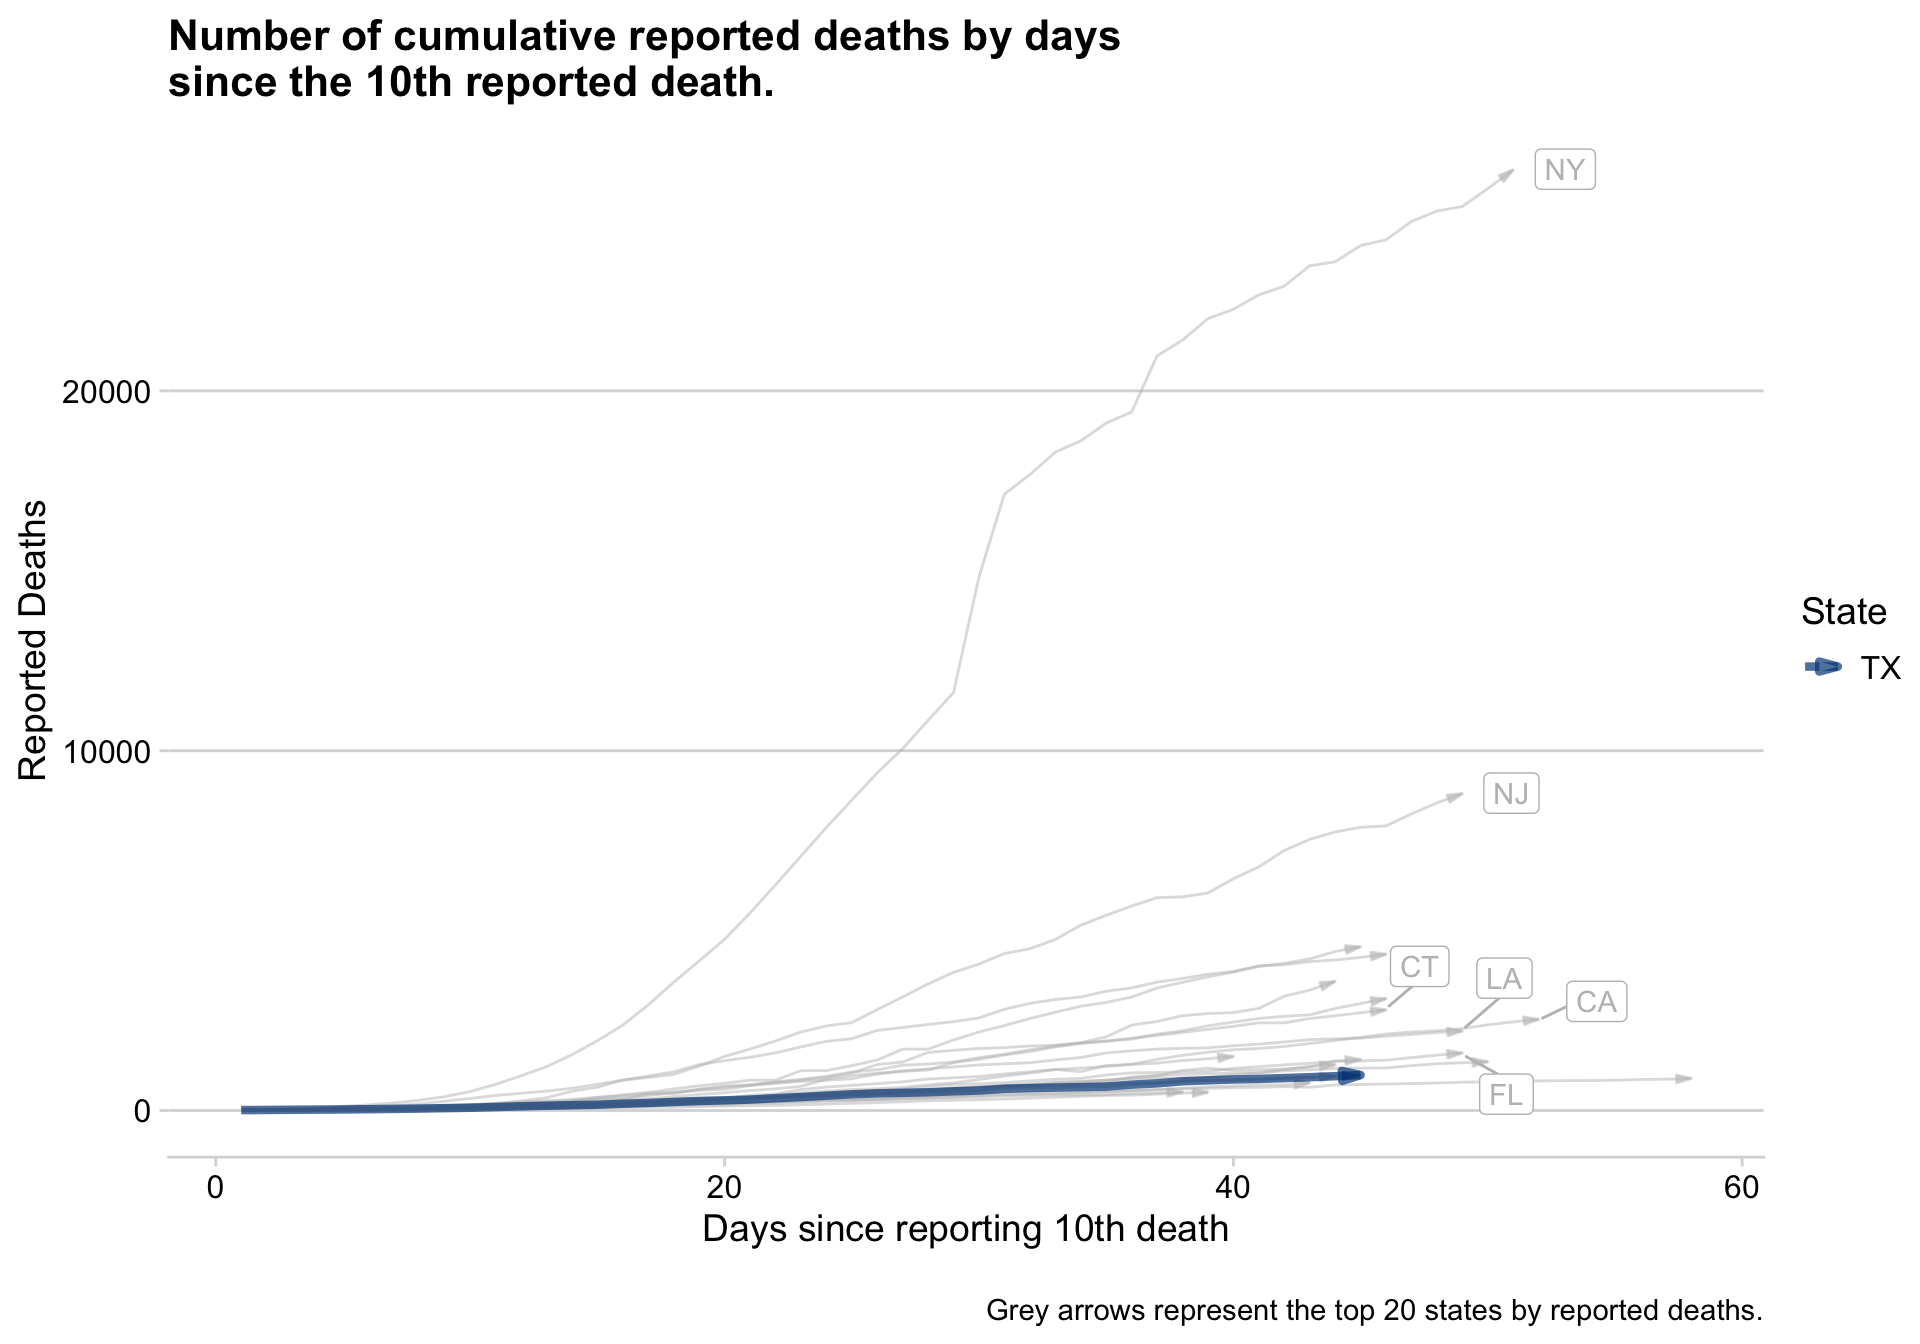 Number of cumulative reported deaths by days
since the 10th reported death.
NY
20000
Reported Deaths
State
TX
10000
NJ
CT
LA
CA
FL
0
0
20
40
60
Days since reporting 10th death
Grey arrows represent the top 20 states by reported deaths.